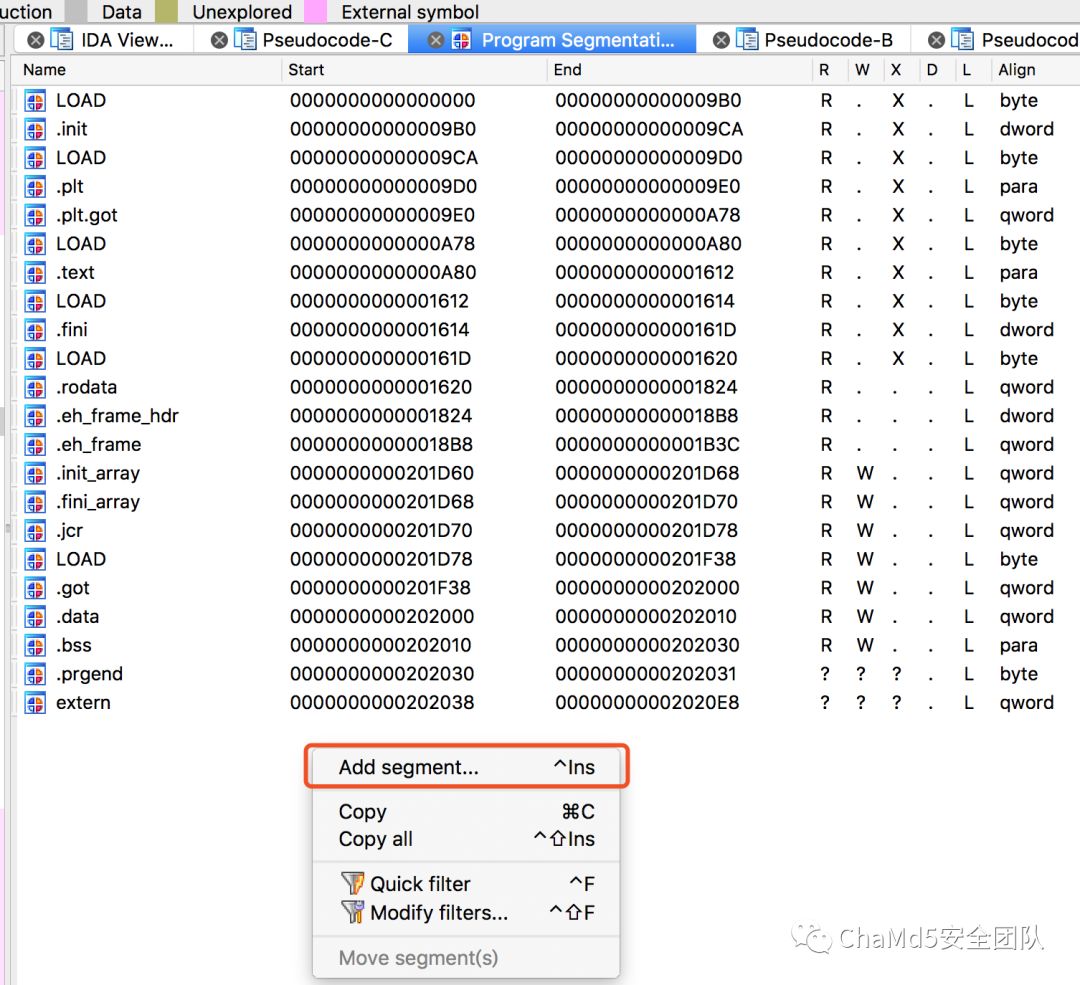 uction Data Unexplored External symbol
IDA View... Pseudocode-C Program Segmentati... Pseudocode-B Pseudocod
Name Start End R W X D L Align
LOAD 0000000000000000 00000000000009B0 R . X . L byte
.init 00000000000009B0 00000000000009CA R . X . L dword
LOAD 00000000000009CA 00000000000009D0 R . X . L byte
.plt 00000000000009D0 00000000000009E0 R . X . L para
.plt.got 00000000000009E0 0000000000000A78 R . X . L qword
LOAD 0000000000000A78 0000000000000A80 R . X . L byte
.text 0000000000000A80 0000000000001612 R . X . L para
LOAD 0000000000001612 0000000000001614 R . X . L byte
.fini 0000000000001614 000000000000161D R . X . L dword
LOAD 000000000000161D 0000000000001620 R . X . L byte
.rodata 0000000000001620 0000000000001824 R . . . L qword
.eh_frame_hdr 0000000000001824 00000000000018B8 R . . . L dword
.eh_frame 00000000000018B8 0000000000001B3C R . . . L qword
.init_array 0000000000201D60 0000000000201D68 R W . . L qword
.fini_array 0000000000201D68 0000000000201D70 R W . . L qword
.jcr 0000000000201D70 0000000000201D78 R W . . L qword
LOAD 0000000000201D78 0000000000201F38 R W . . L byte
.got 0000000000201F38 0000000000202000 R W . . L qword
.data 0000000000202000 0000000000202010 R W . . L qword
.bss 0000000000202010 0000000000202030 R W . . L para
.prgend 0000000000202030 0000000000202031 ? ? ? . L byte
extern 0000000000202038 00000000002020E8 ? ? ? . L qword
Add segment... ^Ins
Copy ⌘C
Copy all ^⇧Ins
Quick filter ^F
Modify filters... ^⇧F
Move segment(s)
ChaMd5安全团队